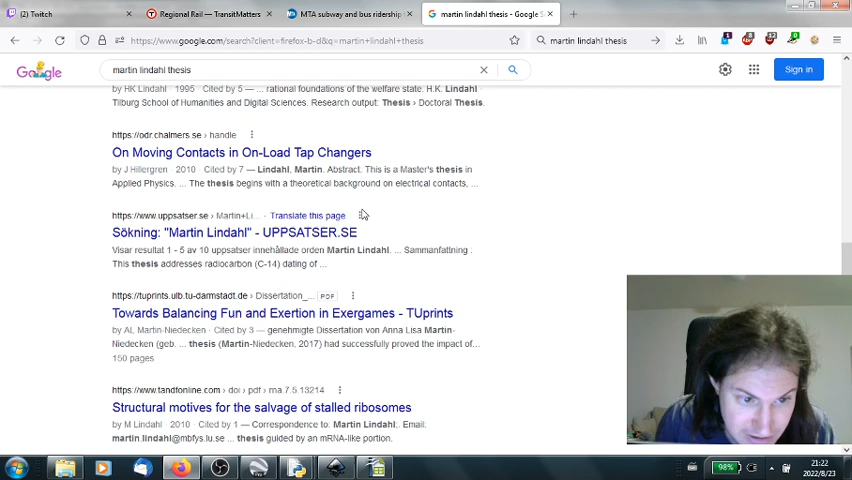 (2) Twitch
Regional Rail — TransitMatters
MTA subway and bus ridership
martin lindahl thesis - Google S
https://www.google.com/search?client=firefox-b-d&q=martin+lindahl+thesis
martin lindahl thesis
Google
martin lindahl thesis
Sign in
by HK Lindahl · 1995 · Cited by 5 — ... rational foundations of the welfare state. H.K. Lindahl
Tilburg School of Humanities and Digital Sciences. Research output: Thesis › Doctoral Thesis.
https://odr.chalmers.se › handle
On Moving Contacts in On-Load Tap Changers
by J Hillergren · 2010 · Cited by 7 — Lindahl, Martin. Abstract. This is a Master's thesis in
Applied Physics. ... The thesis begins with a theoretical background on electrical contacts, ...
https://www.uppsatser.se › Martin+Li... · Translate this page
Sökning: "Martin Lindahl" - UPPSATSER.SE
Visar resultat 1 - 5 av 10 uppsatser innehållade orden Martin Lindahl. ... Sammanfattning :
This thesis addresses radiocarbon (C-14) dating of ...
https://tuprints.ulb.tu-darmstadt.de › Dissertation_... PDF
Towards Balancing Fun and Exertion in Exergames - TUprints
by AL Martin-Niedecken · Cited by 3 — genehmigte Dissertation von Anna Lisa Martin-
Niedecken (geb. ... thesis (Martin-Niedecken, 2017) had successfully proved the impact of...
150 pages
https://www.tandfonline.com › doi › pdf › rna.7.5 13214
Structural motives for the salvage of stalled ribosomes
by M Lindahl · 2010 · Cited by 1 — Correspondence to: Martin Lindahl; Email:
martin.lindahl@mbfys.lu.se ... thesis guided by an mRNA-like portion.
98%
21:22
2022/8/23